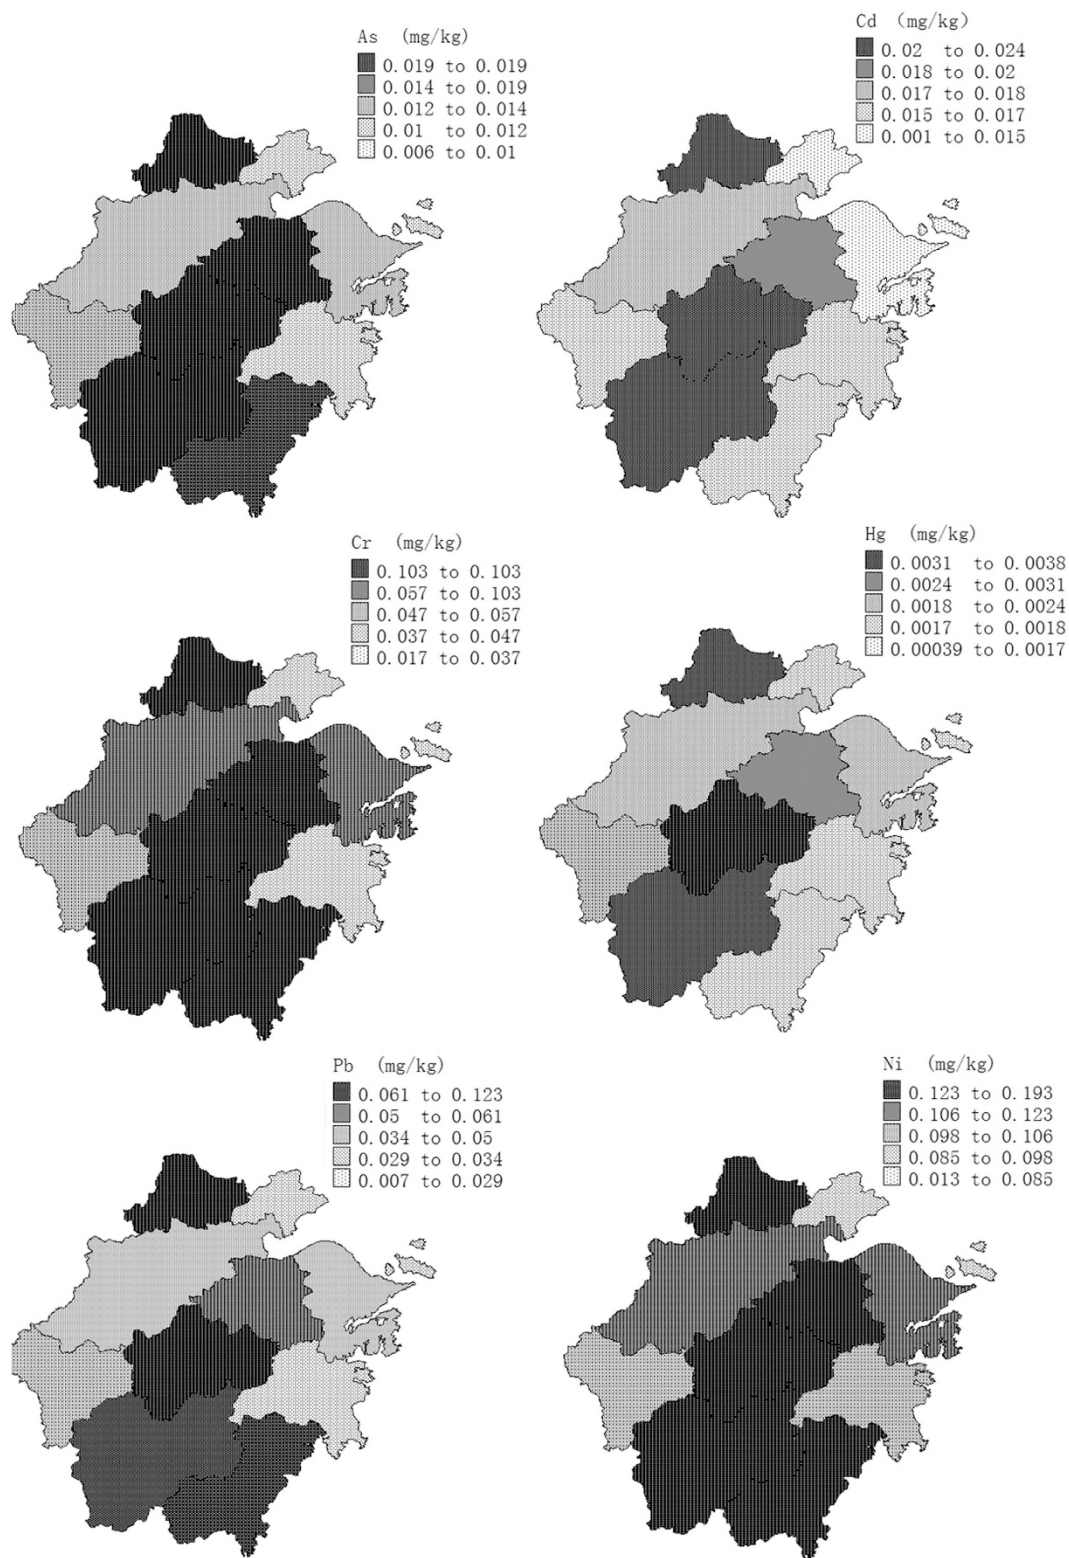 As (mg/kg)
0.019 to 0.019
0.014 to 0.019
0.012 to 0.014
0.01 to 0.012
0.006 to 0.01
Cd (mg/kg)
0.02 to 0.024
0.018 to 0.02
0.017 to 0.018
0.015 to 0.017
0.001 to 0.015
Cr (mg/kg)
0.103 to 0.103
0.057 to 0.103
0.047 to 0.057
0.037 to 0.047
0.017 to 0.037
Hg (mg/kg)
0.0031 to 0.0038
0.0024 to 0.0031
0.0018 to 0.0024
0.0017 to 0.0018
0.00039 to 0.0017
Pb (mg/kg)
0.061 to 0.123
0.05 to 0.061
0.034 to 0.05
0.029 to 0.034
0.007 to 0.029
Ni (mg/kg)
0.123 to 0.193
0.106 to 0.123
0.098 to 0.106
0.085 to 0.098
0.013 to 0.085